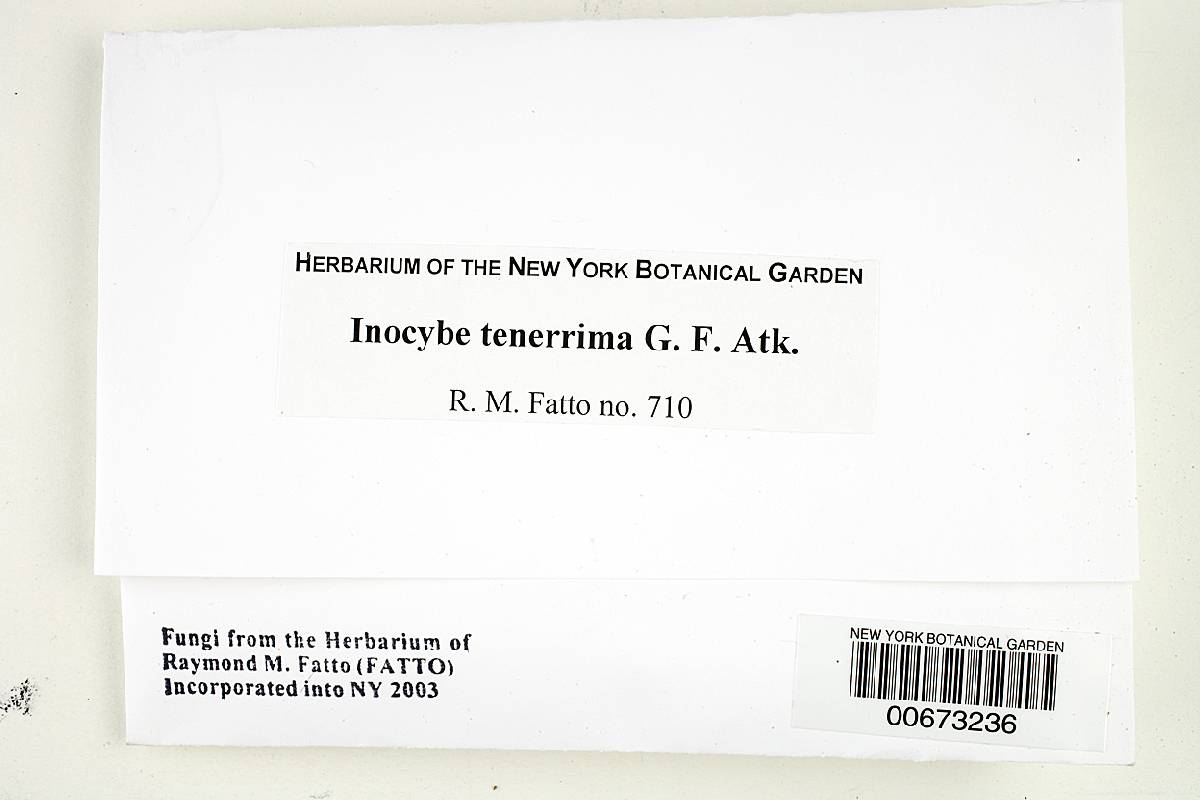 HERBARIUM OF THE NEW YORK BOTANICAL GARDEN
Inocybe tenerrima G. F. Atk.
R. M. Fatto no. 710
Fungi from the Herbarium of
Raymond M. Fatto (FATTO)
Incorporated into NY 2003
NEW YORK BOTANICAL GARDEN
00673236